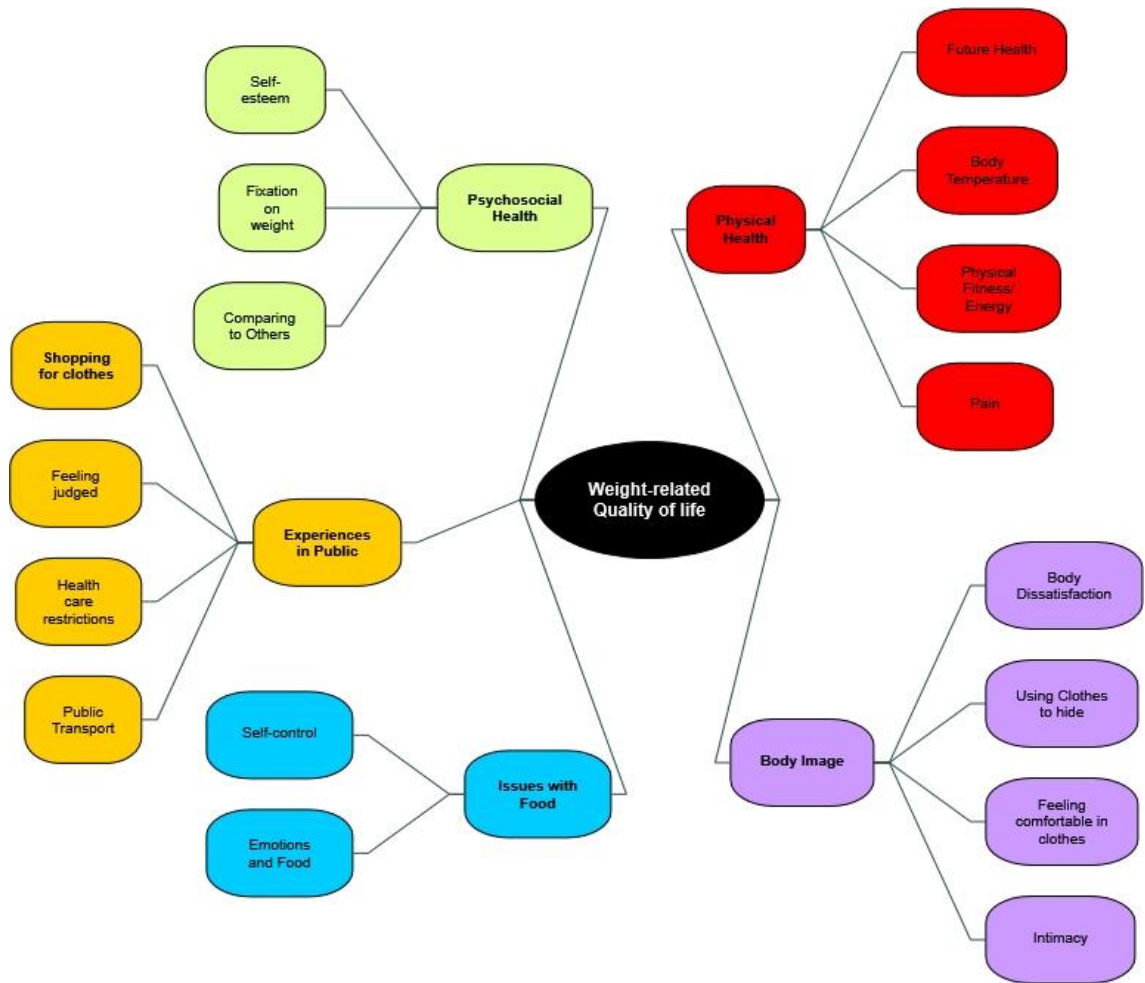 Self-
esteem
Fixation
on
weight
Comparing
to Others
Psychosocial
Health
Shopping
for clothes
Feeling
judged
Health
care
restrictions
Public
Transport
Experiences
in Public
Self-control
Emotions
and Food
Issues with
Food
Weight-related
Quality of life
Physical
Health
Future Health
Body
Temperature
Physical
Fitness/
Energy
Pain
Body Image
Body
Dissatisfaction
Using Clothes
to hide
Feeling
comfortable in
clothes
Intimacy